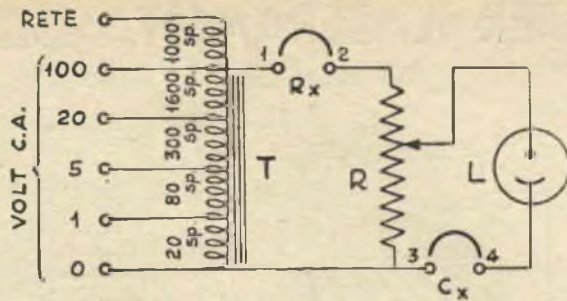 RETE
VOLT C.A.
100
20
5
1
0
1000 sp.
1600 sp.
300 sp.
80 sp.
20 sp.
T
1
2
Rx
R
L
3
4
Cx